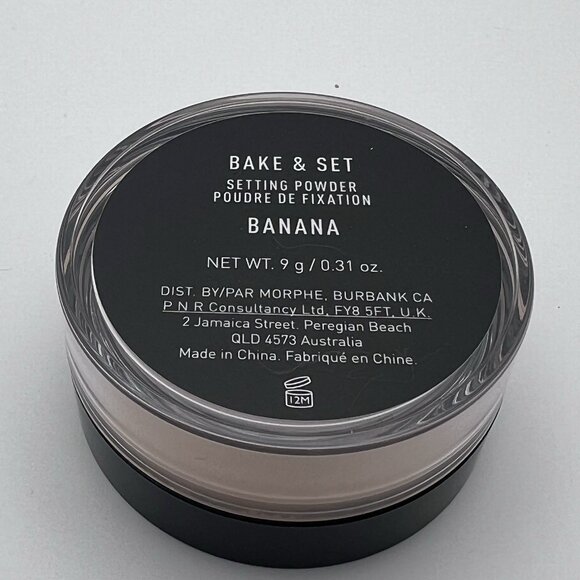 BAKE & SET
SETTING POWDER
POUDRE DE FIXATION
BANANA
NET WT. 9 g / 0.31 oz.
DIST. BY/PAR MORPHE, BURBANK CA
P N R Consultancy Ltd, FY8 5FT, U.K.
2 Jamaica Street. Peregian Beach
QLD 4573 Australia
Made in China. Fabriqué en Chine.
12M